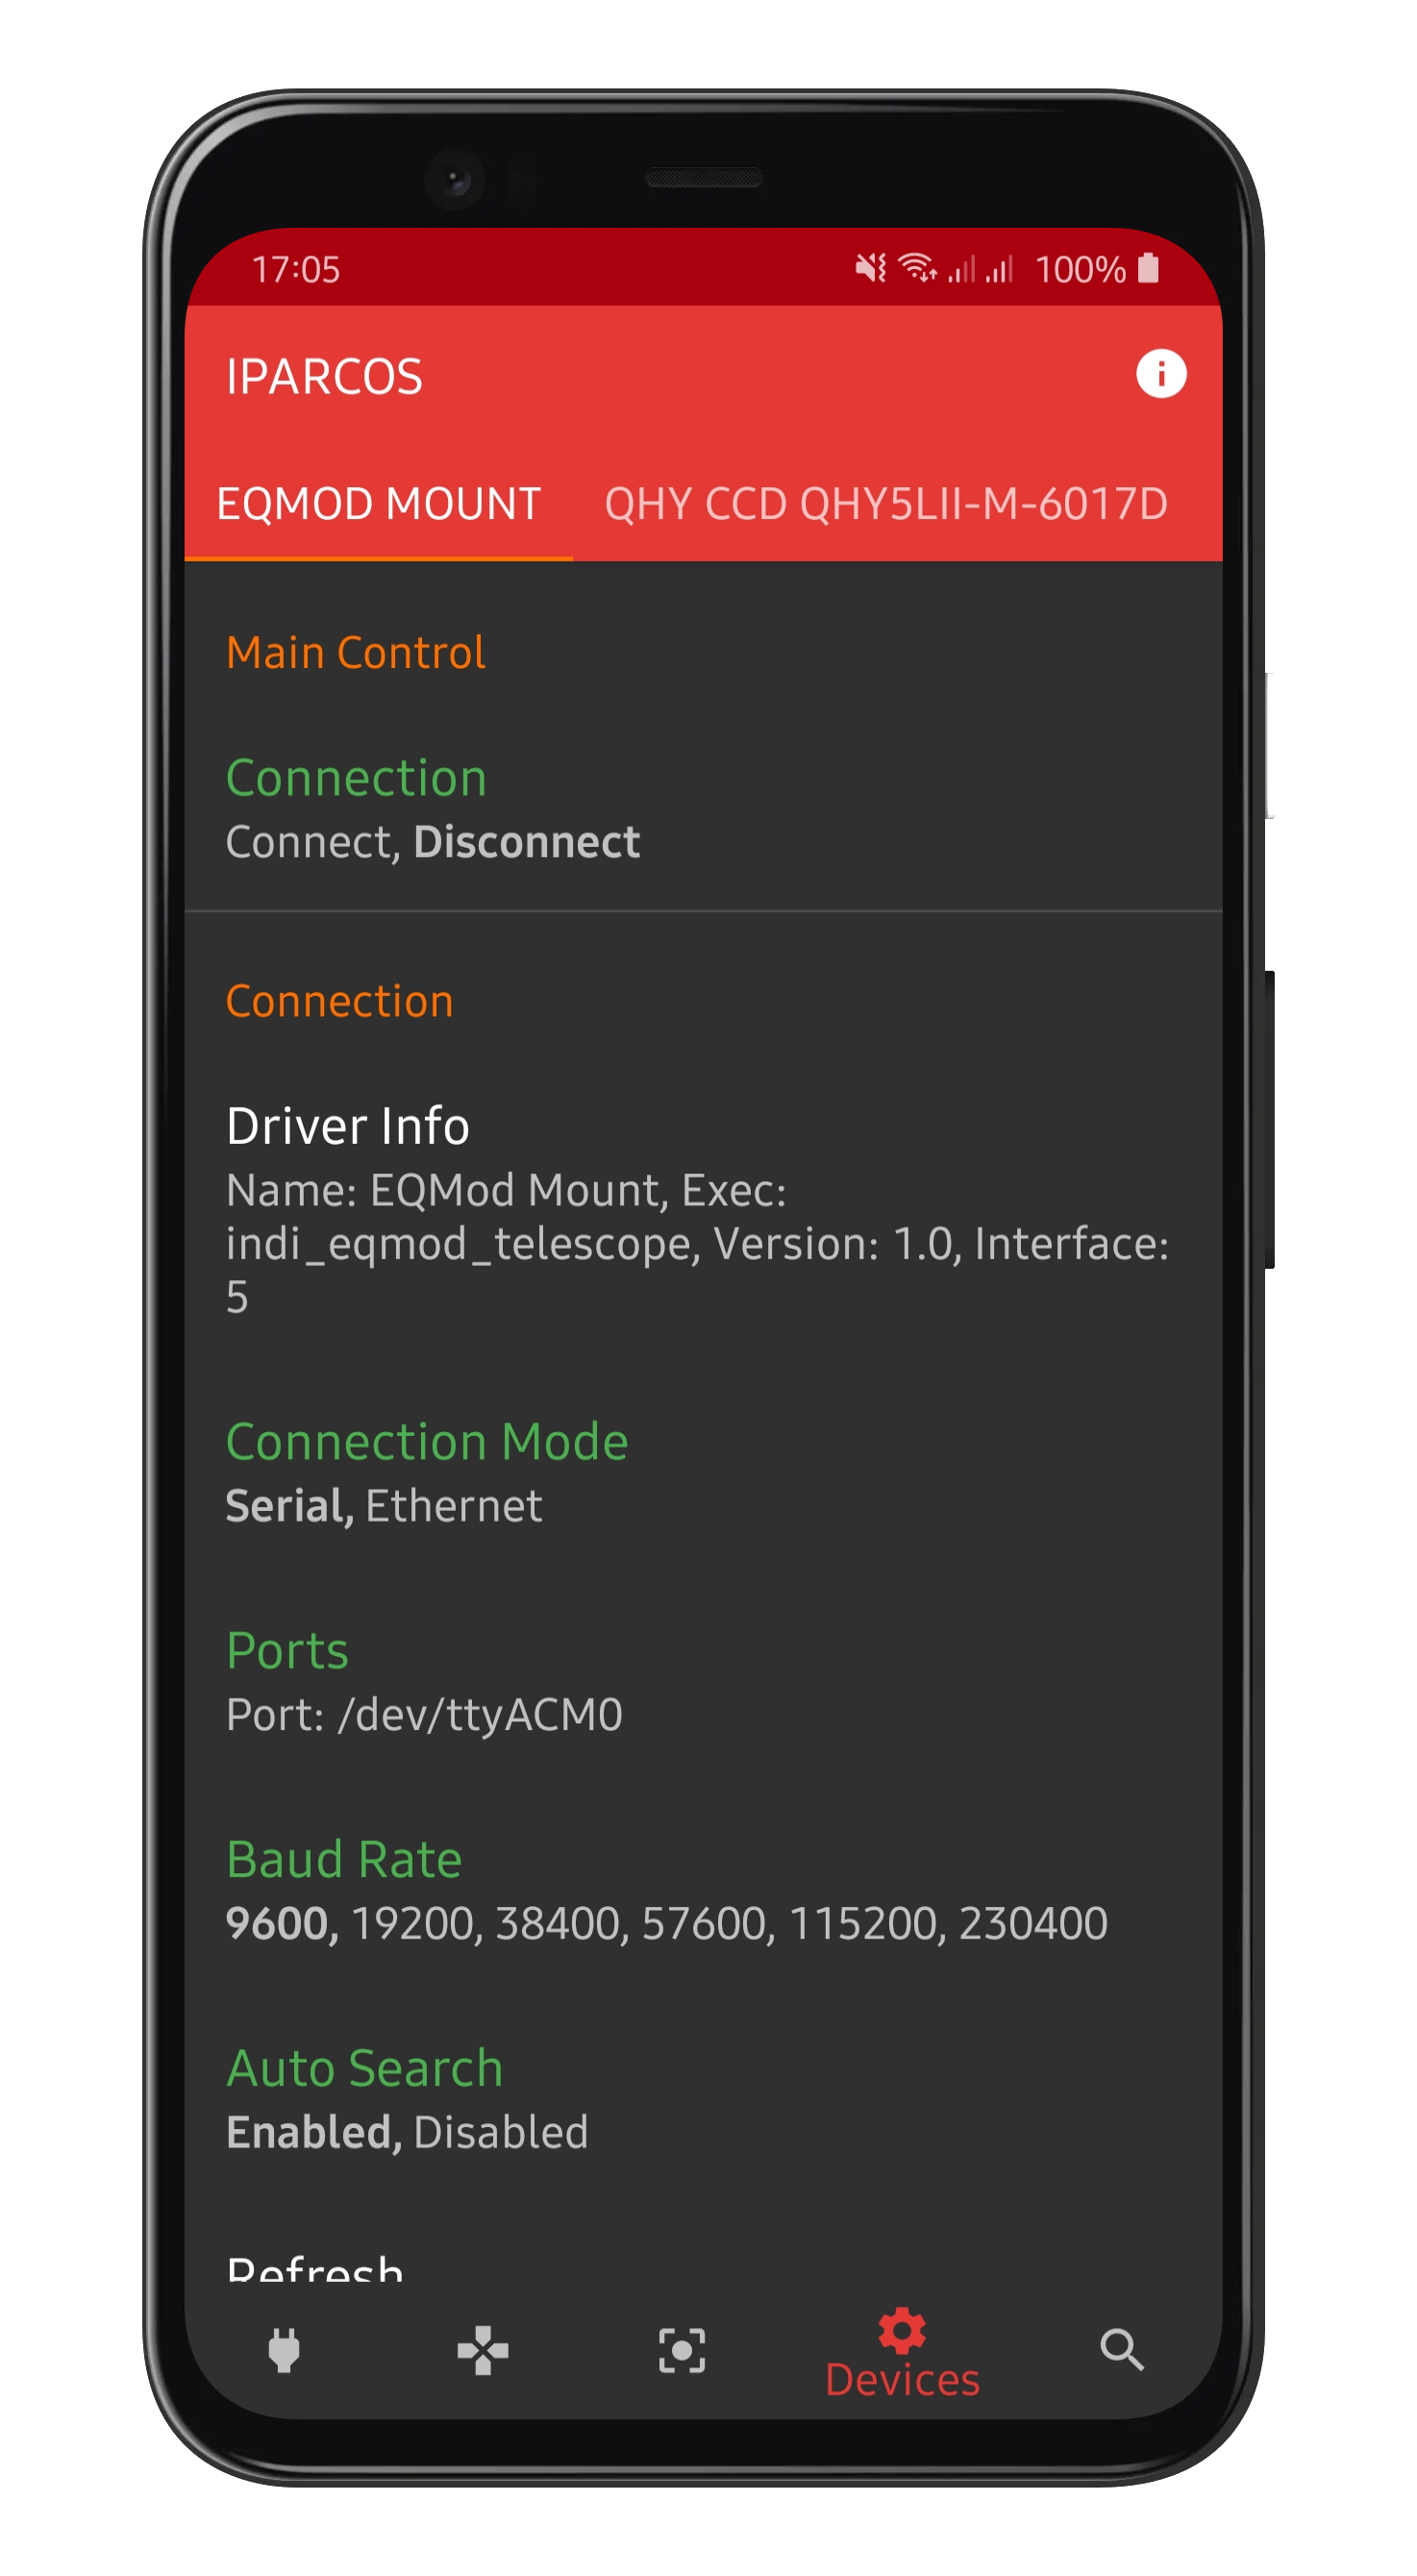 17:05
100%
IPARCOS
EQMOD MOUNT
QHY CCD QHY5LII-M-6017D
Main Control
Connection
Connect, Disconnect
Connection
Driver Info
Name: EQMod Mount, Exec:
indi_eqmod_telescope, Version: 1.0, Interface:
5
Connection Mode
Serial, Ethernet
Ports
Port: /dev/ttyACM0
Baud Rate
9600, 19200, 38400, 57600, 115200, 230400
Auto Search
Enabled, Disabled
Refresh
Devices